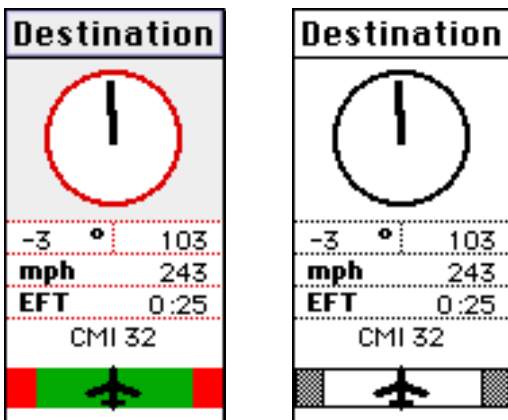 Destination
-3 º 103
mph 243
EFT 0:25
CMI 32
Destination
-3 º 103
mph 243
EFT 0:25
CMI 32